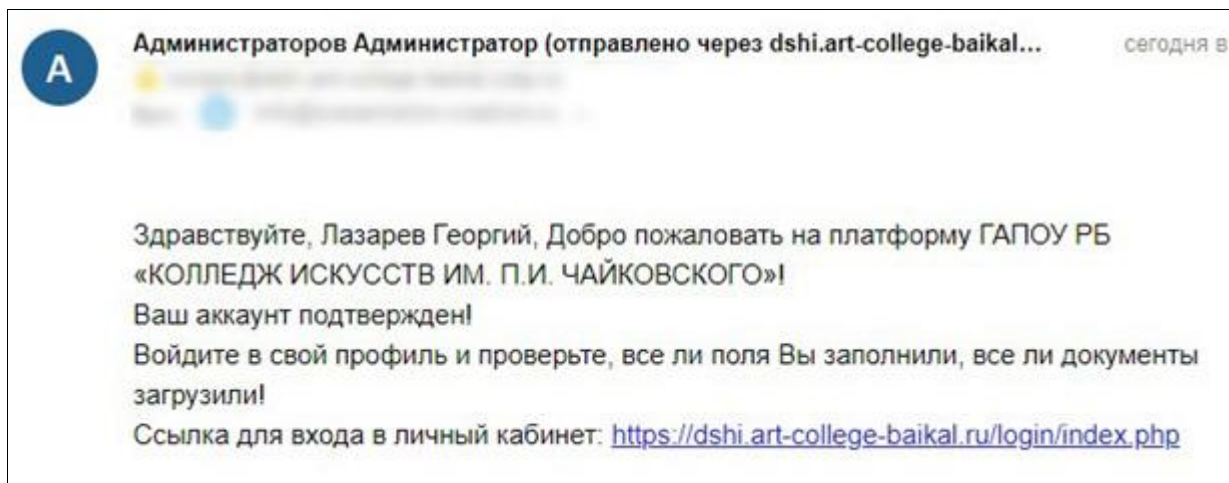 Администраторов Администратор (отправлено через dshi.art-college-baikal...
сегодня в
А
Здравствуйте, Лазарев Георгий, Добро пожаловать на платформу ГАПОУ РБ
«КОЛЛЕДЖ ИСКУССТВ ИМ. П.И. ЧАЙКОВСКОГО»!
Ваш аккаунт подтвержден!
Войдите в свой профиль и проверьте, все ли поля Вы заполнили, все ли документы
загрузили!
Ссылка для входа в личный кабинет: https://dshi.art-college-baikal.ru/login/index.php